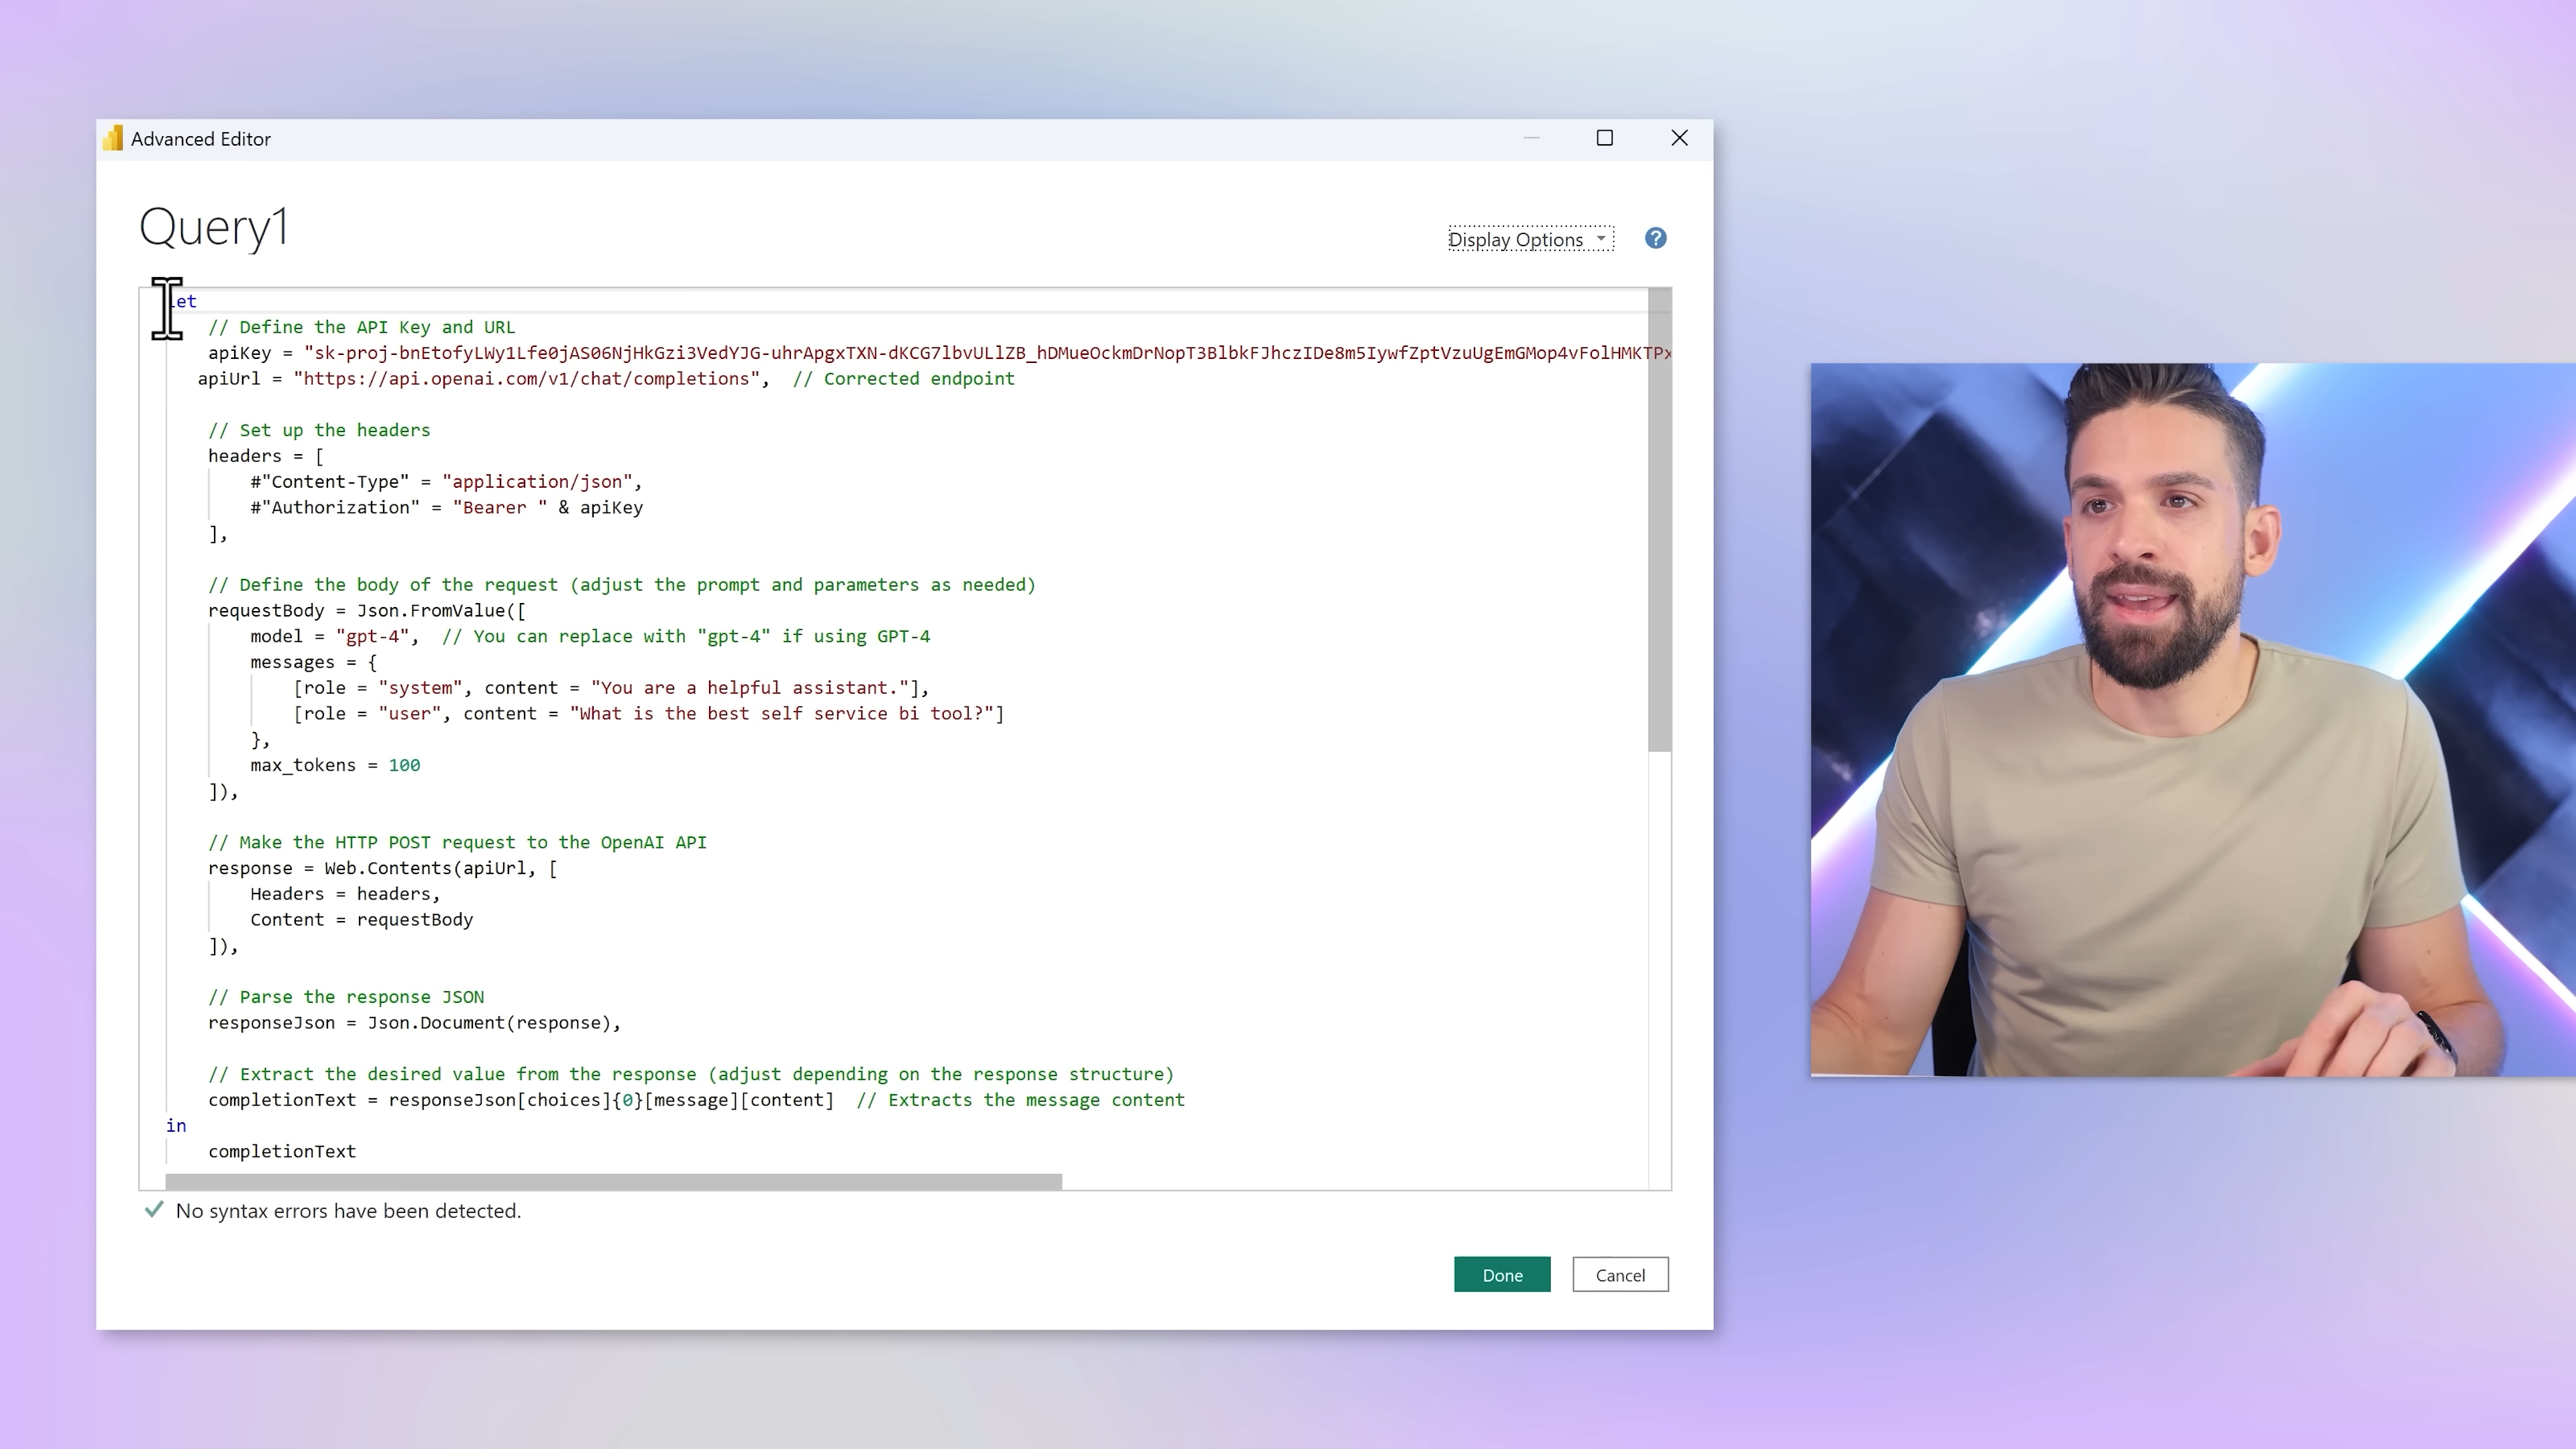 Advanced Editor
Query1
Display Options
?
let
// Define the API Key and URL
apiKey = "sk-proj-bnEtofyLWy1Lfe0jAS06NjHkGzi3VedYJG-uhrApgxTXN-dKCG7lbvULlZB_hDMueOckmDrNopT3BlbkFJhczIDe8m5IywfZptVzuUgEmGMop4vFolHMKTPx
apiUrl = "https://api.openai.com/v1/chat/completions",  // Corrected endpoint
// Set up the headers
headers = [
#"Content-Type" = "application/json",
#"Authorization" = "Bearer " & apiKey
],
// Define the body of the request (adjust the prompt and parameters as needed)
requestBody = Json.FromValue([
model = "gpt-4",  // You can replace with "gpt-4" if using GPT-4
messages = {
[role = "system", content = "You are a helpful assistant."],
[role = "user", content = "What is the best self service bi tool?"]
},
max_tokens = 100
]),
// Make the HTTP POST request to the OpenAI API
response = Web.Contents(apiUrl, [
Headers = headers,
Content = requestBody
]),
// Parse the response JSON
responseJson = Json.Document(response),
// Extract the desired value from the response (adjust depending on the response structure)
completionText = responseJson[choices]{0}[message][content]  // Extracts the message content
in
completionText
No syntax errors have been detected.
Done
Cancel